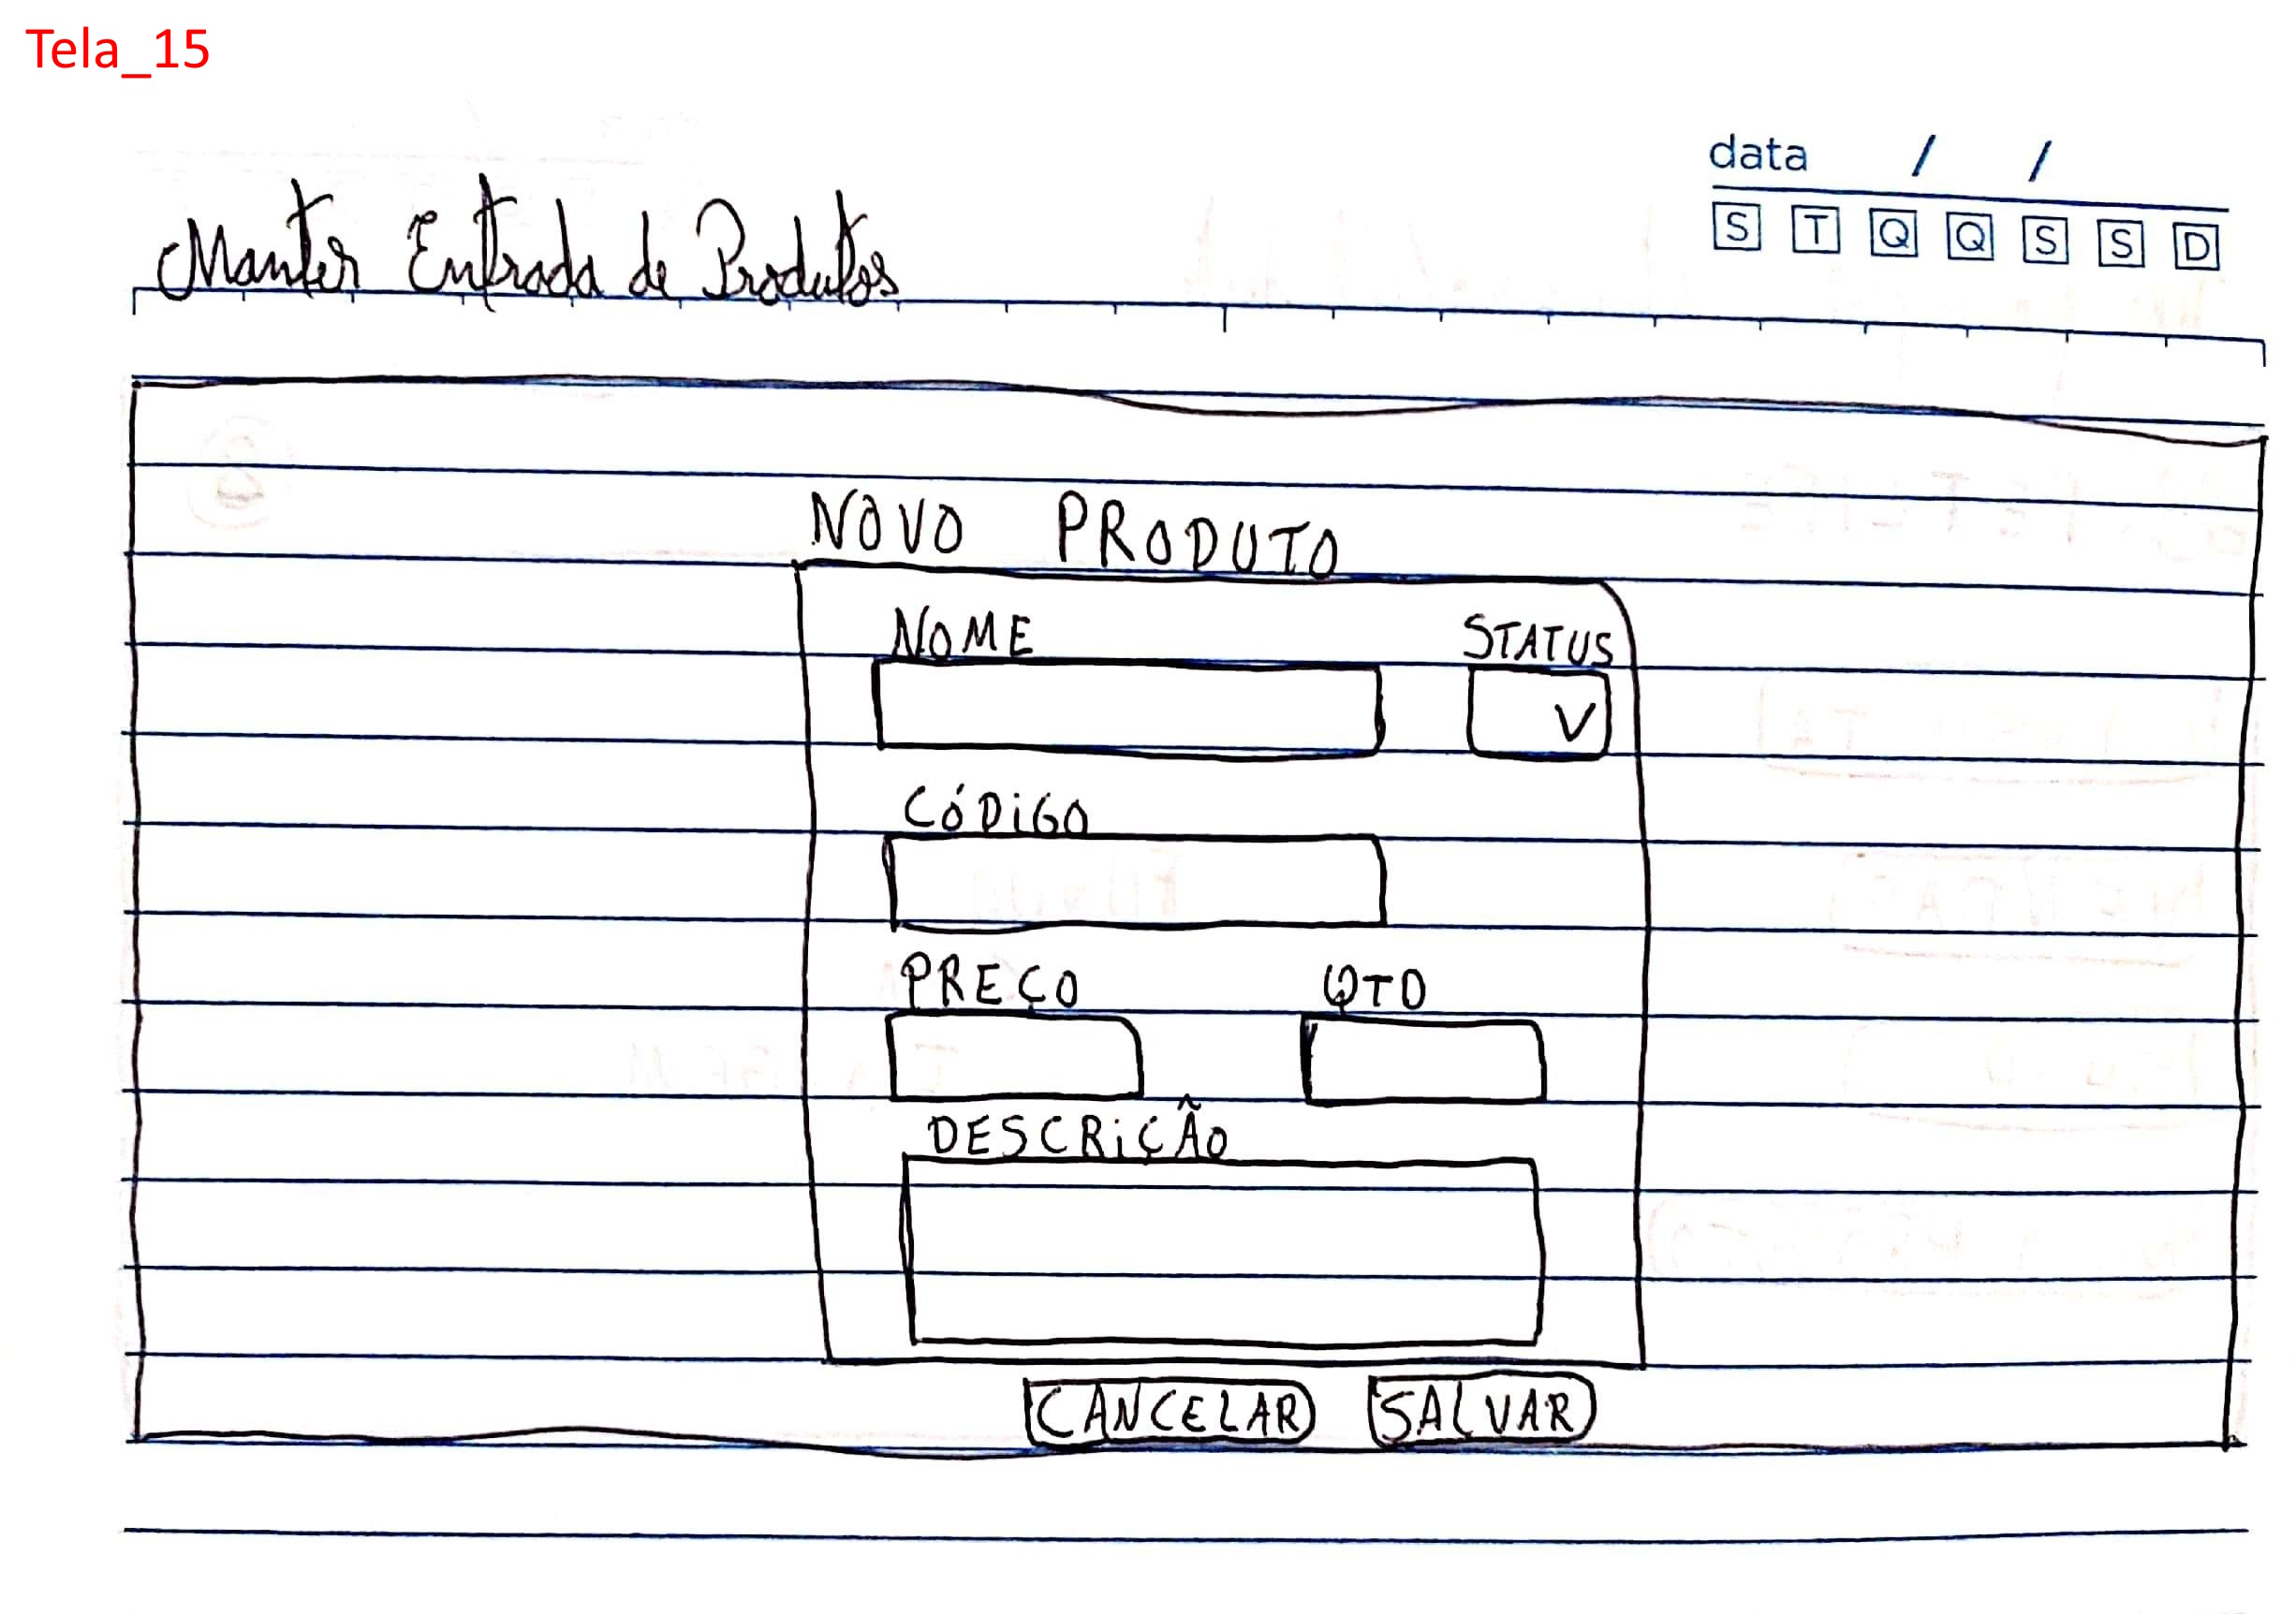 Tela_15
data / /
S T Q Q S S D
Manter Entrada de Produtos
NOVO PRODUTO
NOME STATUS
V
CÓDIGO
PREÇO QTD
DESCRIÇÃO
CANCELAR SALVAR